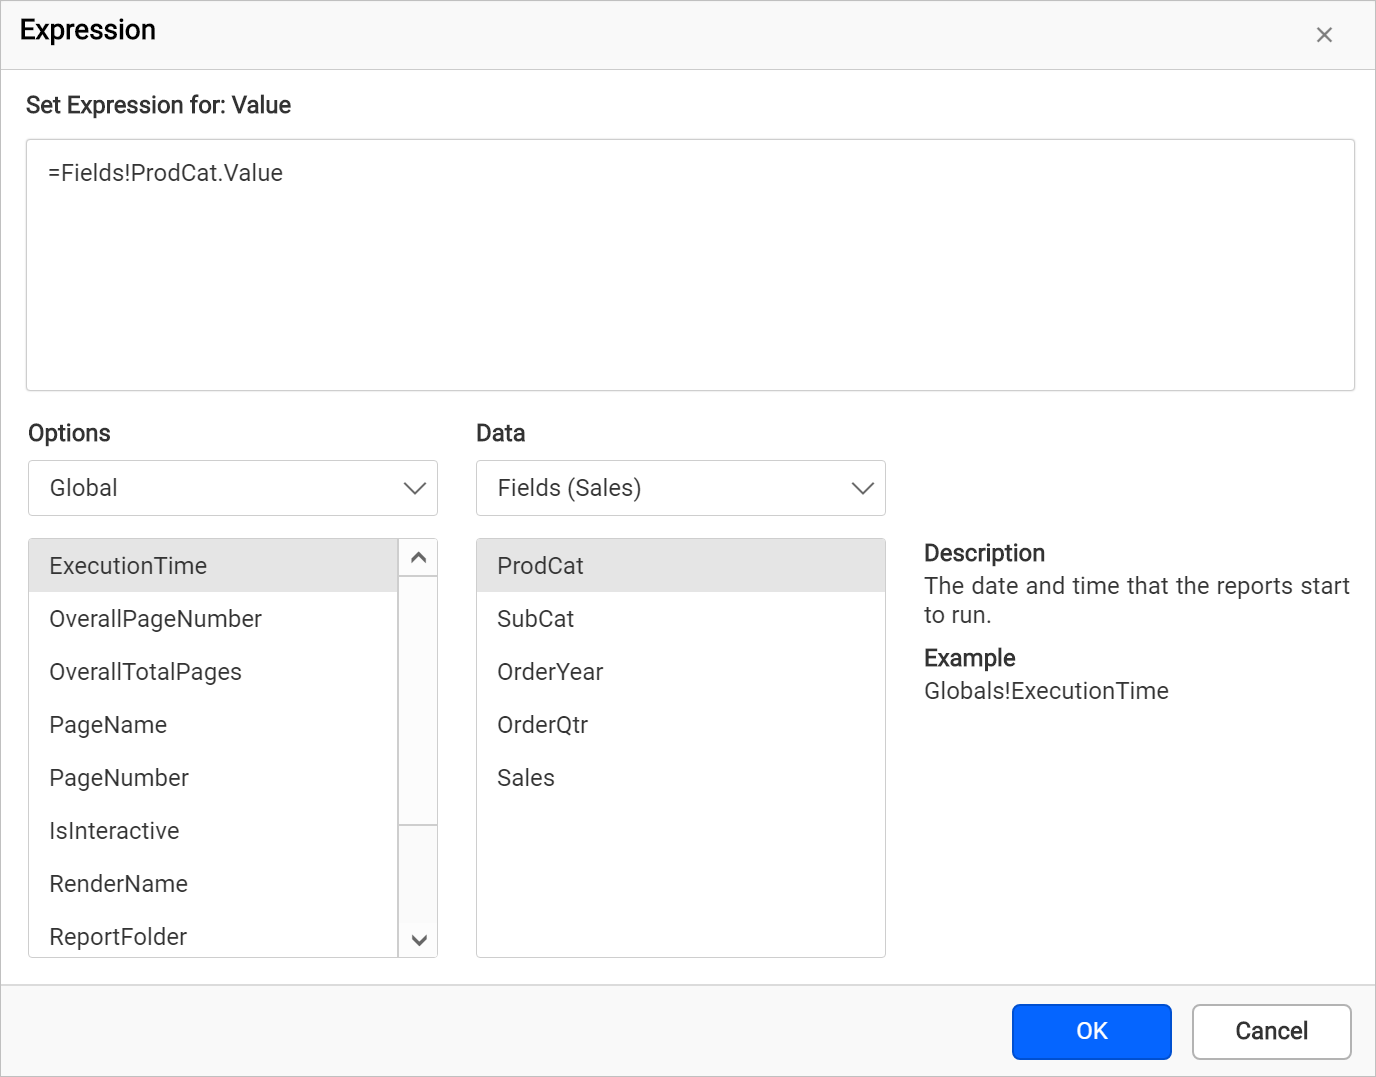 Expression
Set Expression for: Value
=Fields!ProdCat.Value
Options
Data
Global
Fields (Sales)
ExecutionTime
OverallPageNumber
OverallTotalPages
PageName
PageNumber
IsInteractive
RenderName
ReportFolder
ProdCat
SubCat
OrderYear
OrderQtr
Sales
Description
The date and time that the reports start
to run.
Example
Globals!ExecutionTime
OK
Cancel